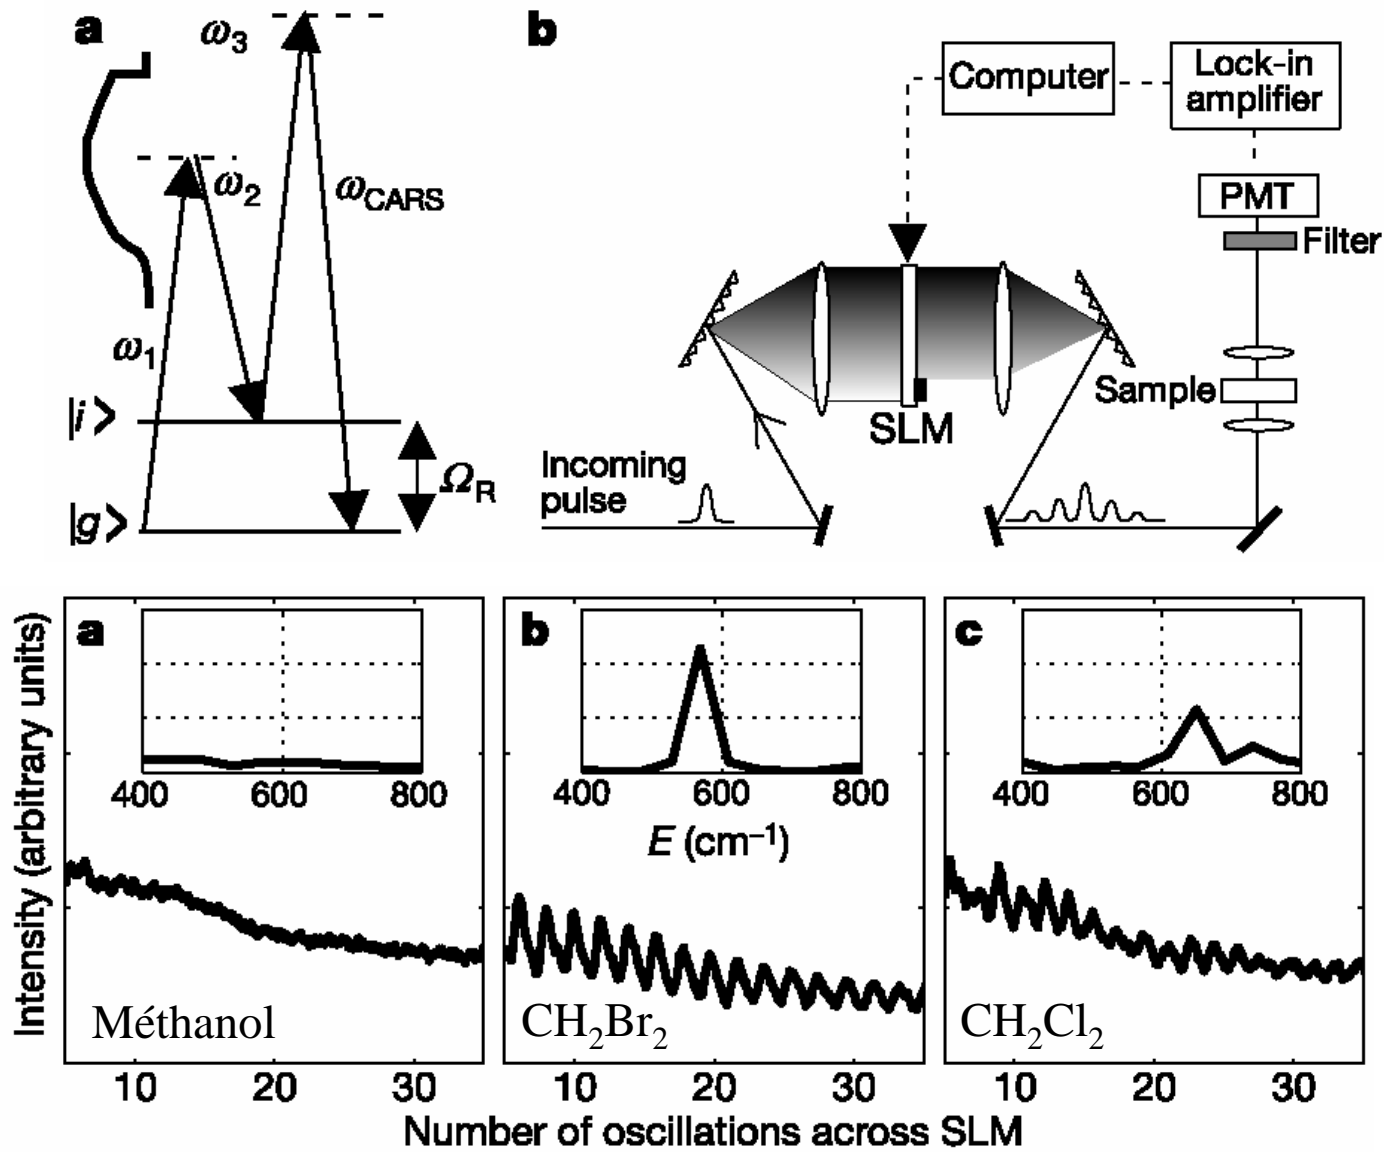 a
ω3
ω2
ωCARS
ω1
|i>
ΩR
|g>
b
Computer
Lock-in
amplifier
PMT
Filter
Sample
SLM
Incoming
pulse
Intensity (arbitrary units)
a
400 600 800
Méthanol
10 20 30
b
400 600 800
E (cm–1)
CH2Br2
10 20 30
c
400 600 800
CH2Cl2
10 20 30
Number of oscillations across SLM